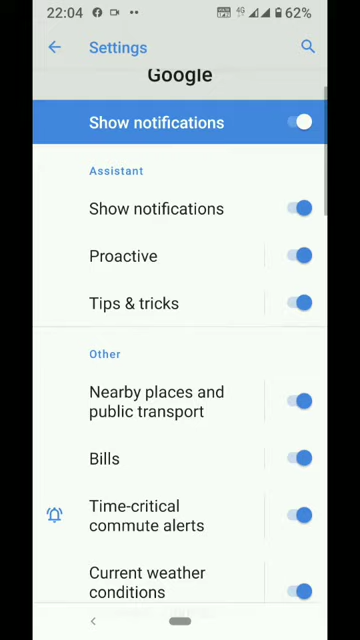 22:04 4G 62%
Settings
Google
Show notifications
Assistant
Show notifications
Proactive
Tips & tricks
Other
Nearby places and
public transport
Bills
Time-critical
commute alerts
Current weather
conditions